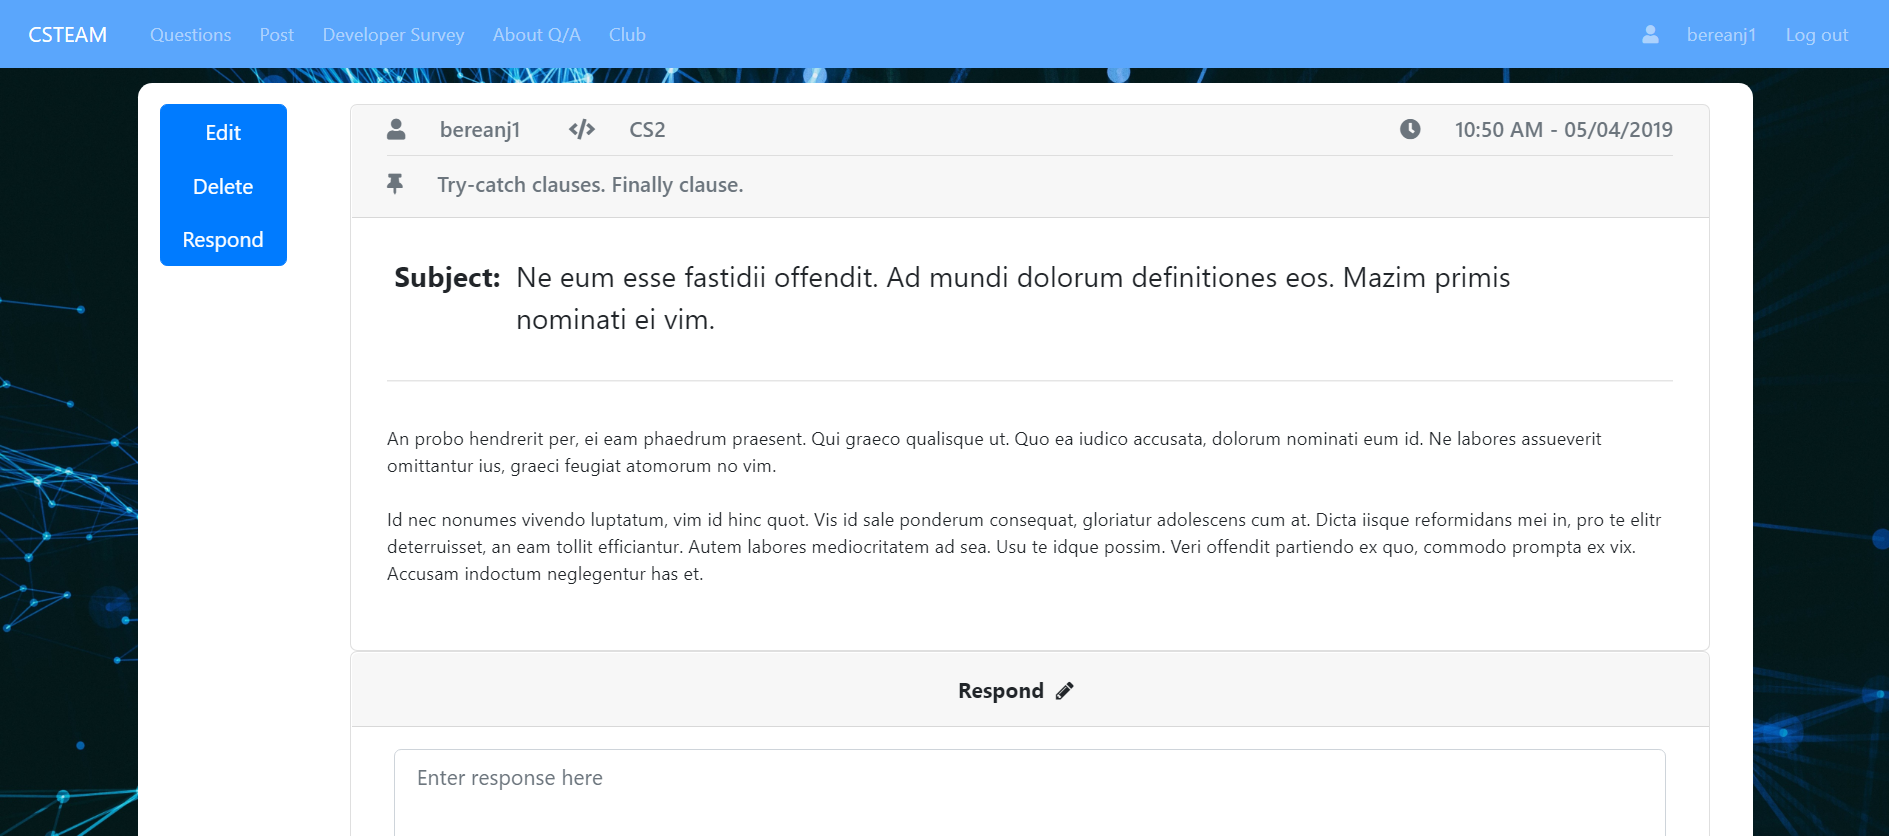 CSTEAM Questions Post Developer Survey About Q/A Club bereanj1 Log out
Edit
Delete
Respond
bereanj1 CS2 10:50 AM - 05/04/2019
Try-catch clauses. Finally clause.
Subject: Ne eum esse fastidii offendit. Ad mundi dolorum definitiones eos. Mazim primis
nominati ei vim.
An probo hendrerit per, ei eam phaedrum praesent. Qui graeco qualisque ut. Quo ea iudico accusata, dolorum nominati eum id. Ne labores assueverit
omittantur ius, graeci feugiat atomorum no vim.
Id nec nonumes vivendo luptatum, vim id hinc quot. Vis id sale ponderum consequat, gloriatur adolescens cum at. Dicta iisque reformidans mei in, pro te elitr
deterruisset, an eam tollit efficiantur. Autem labores mediocritatem ad sea. Usu te idque possim. Veri offendit partiendo ex quo, commodo prompta ex vix.
Accusam indoctum neglegentur has et.
Respond
Enter response here